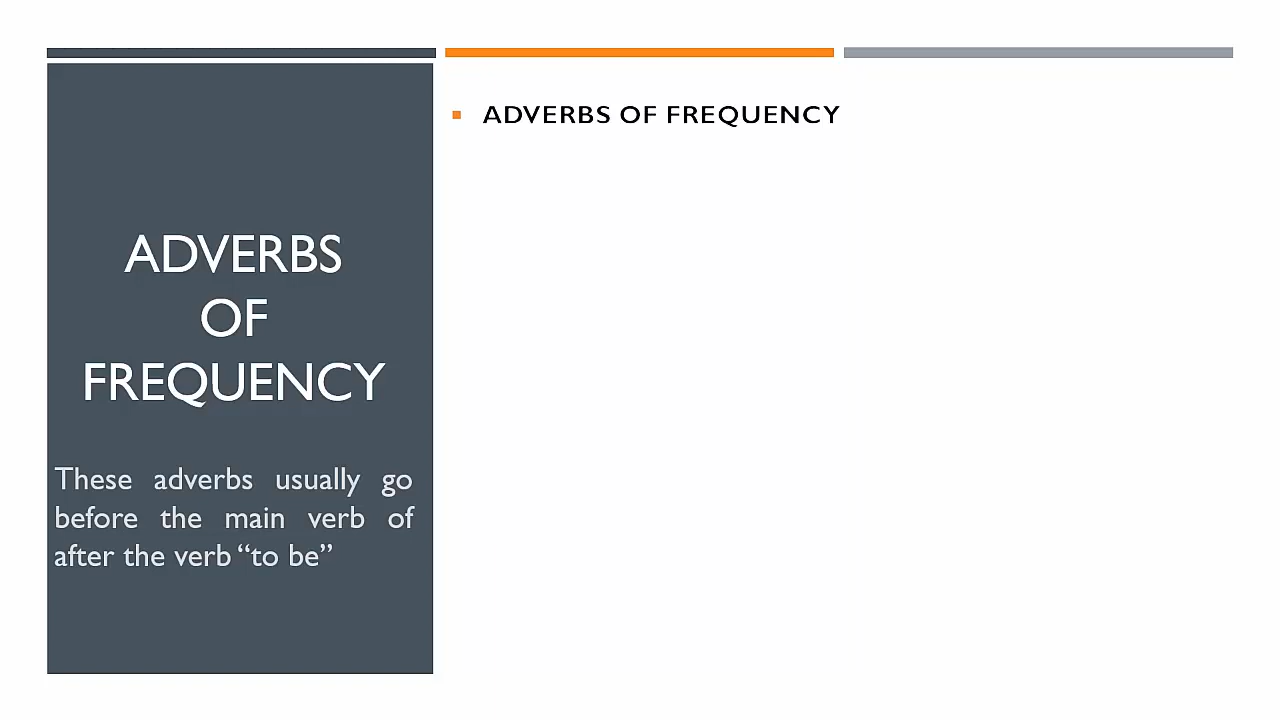 ADVERBS
OF
FREQUENCY
These adverbs usually go
before the main verb of
after the verb “to be”
ADVERBS OF FREQUENCY